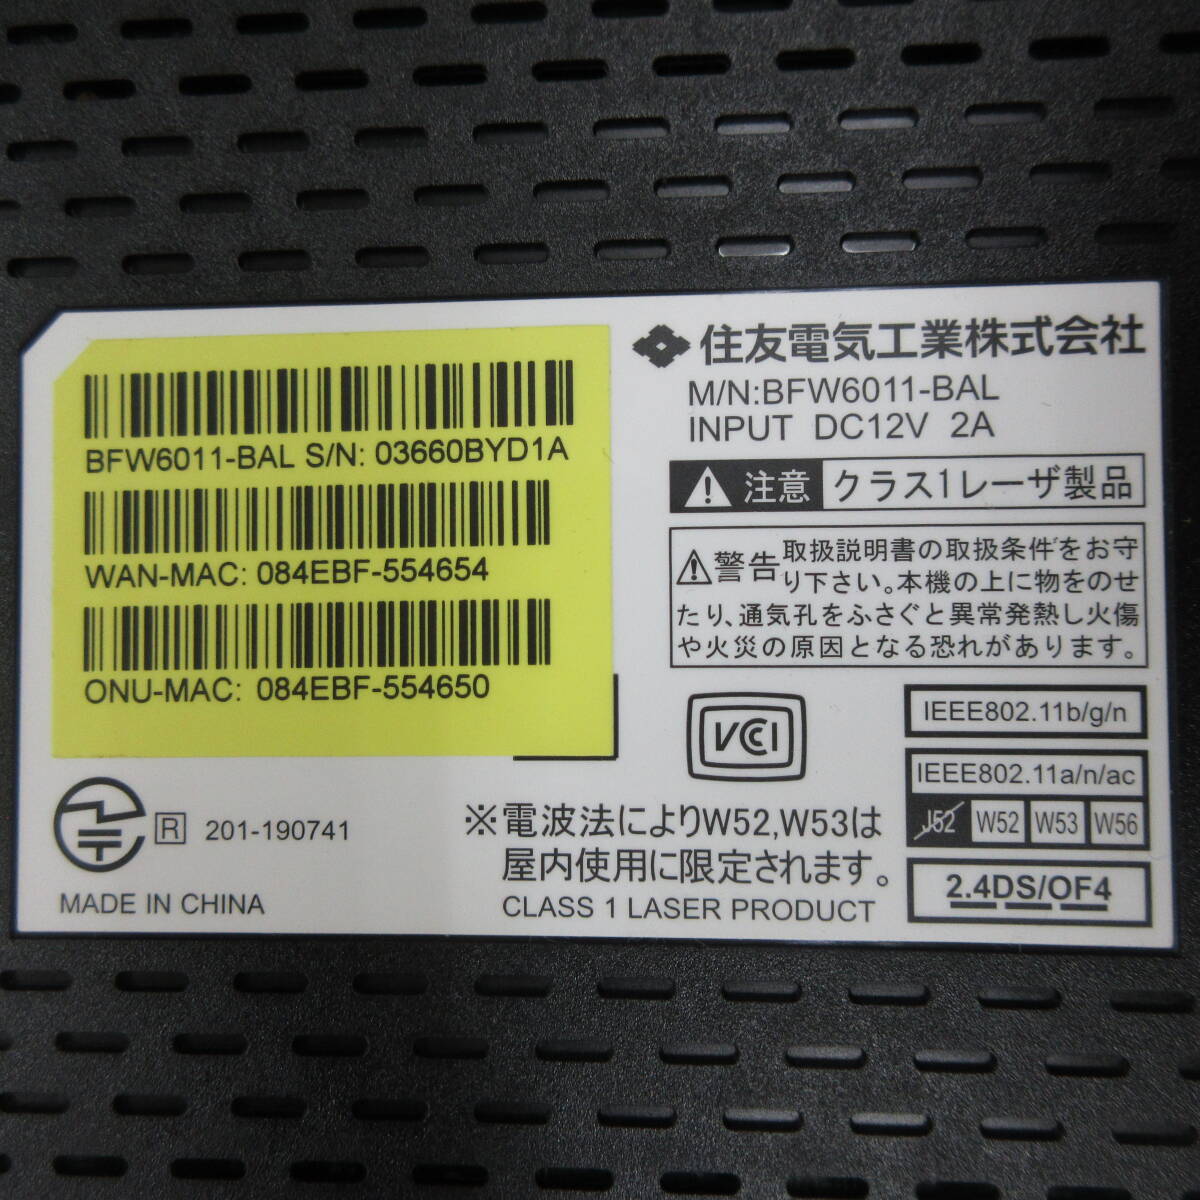 BFW6011-BAL S/N: 03660BYD1A
WAN-MAC: 084EBF-554654
ONU-MAC: 084EBF-554650
R 201-190741
MADE IN CHINA
住友電気工業株式会社
M/N:BFW6011-BAL
INPUT DC12V 2A
注意 クラス1レーザ製品
警告 取扱説明書の取扱条件をお守
り下さい。本機の上に物をのせ
たり、通気孔をふさぐと異常発熱し火傷
や火災の原因となる恐れがあります。
VCCI
IEEE802.11b/g/n
IEEE802.11a/n/ac
J52 W52 W53 W56
※電波法によりW52,W53は
屋内使用に限定されます。
CLASS 1 LASER PRODUCT
2.4DS/OF4